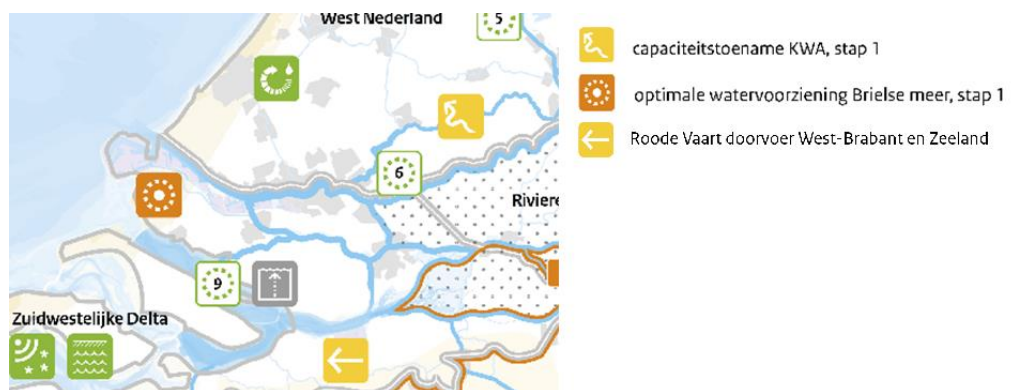 West Nederland
5
6
Riviere
9
Zuidwestelijke Delta
capaciteitstoename KWA, stap 1
optimale watervoorziening Brielse meer, stap 1
Roode Vaart doorvoer West-Brabant en Zeeland